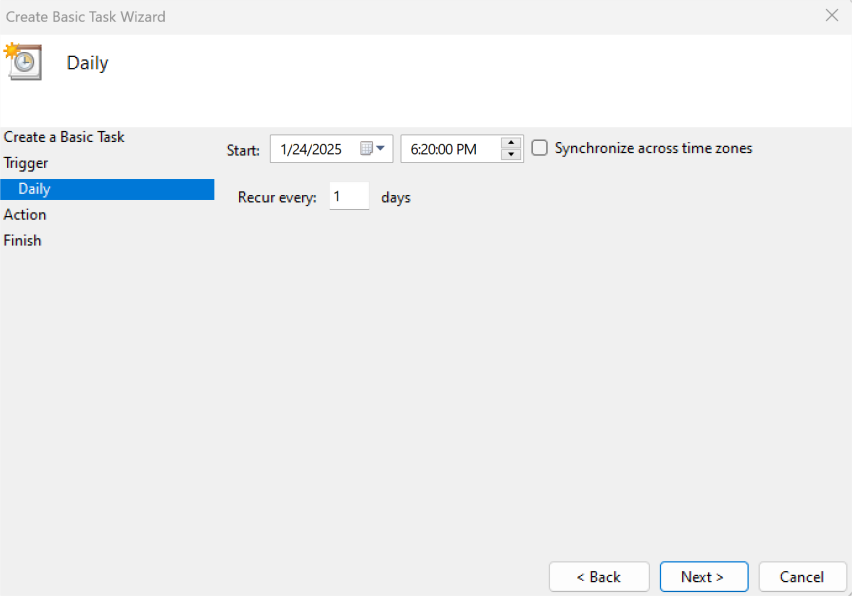 Create Basic Task Wizard
Daily
Create a Basic Task
Trigger
Daily
Action
Finish
Start: 1/24/2025 6:20:00 PM Synchronize across time zones
Recur every: 1 days
< Back Next > Cancel